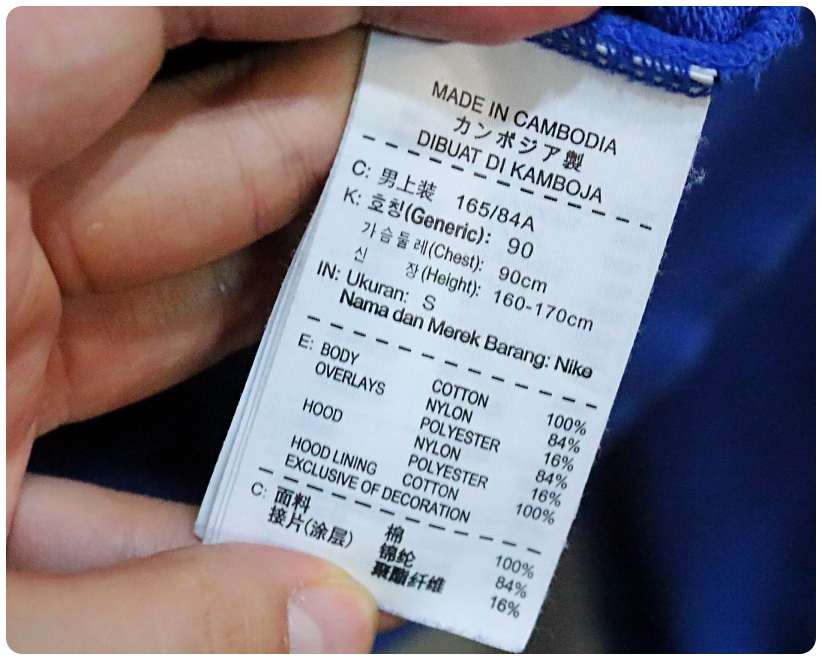 MADE IN CAMBODIA
カンボジア製
DIBUAT DI KAMBOJA
C: 男上装 165/84A
K: 호칭(Generic): 90
가슴둘레(Chest): 90cm
신 장(Height): 160-170cm
IN: Ukuran: S
Nama dan Merek Barang: Nike
E: BODY COTTON 100%
OVERLAYS NYLON 84%
POLYESTER 16%
HOOD NYLON 84%
POLYESTER 16%
HOOD LINING COTTON 100%
EXCLUSIVE OF DECORATION
C: 面料 棉 100%
接片(涂层) 锦纶 84%
聚酯纤维 16%